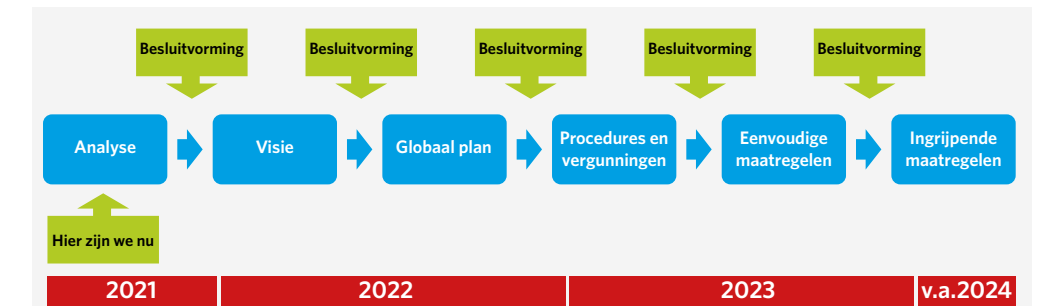 Besluitvorming
Besluitvorming
Besluitvorming
Besluitvorming
Besluitvorming
Analyse
Visie
Globaal plan
Procedures en
vergunningen
Eenvoudige
maatregelen
Ingrijpende
maatregelen
Hier zijn we nu
2021
2022
2023
v.a.2024